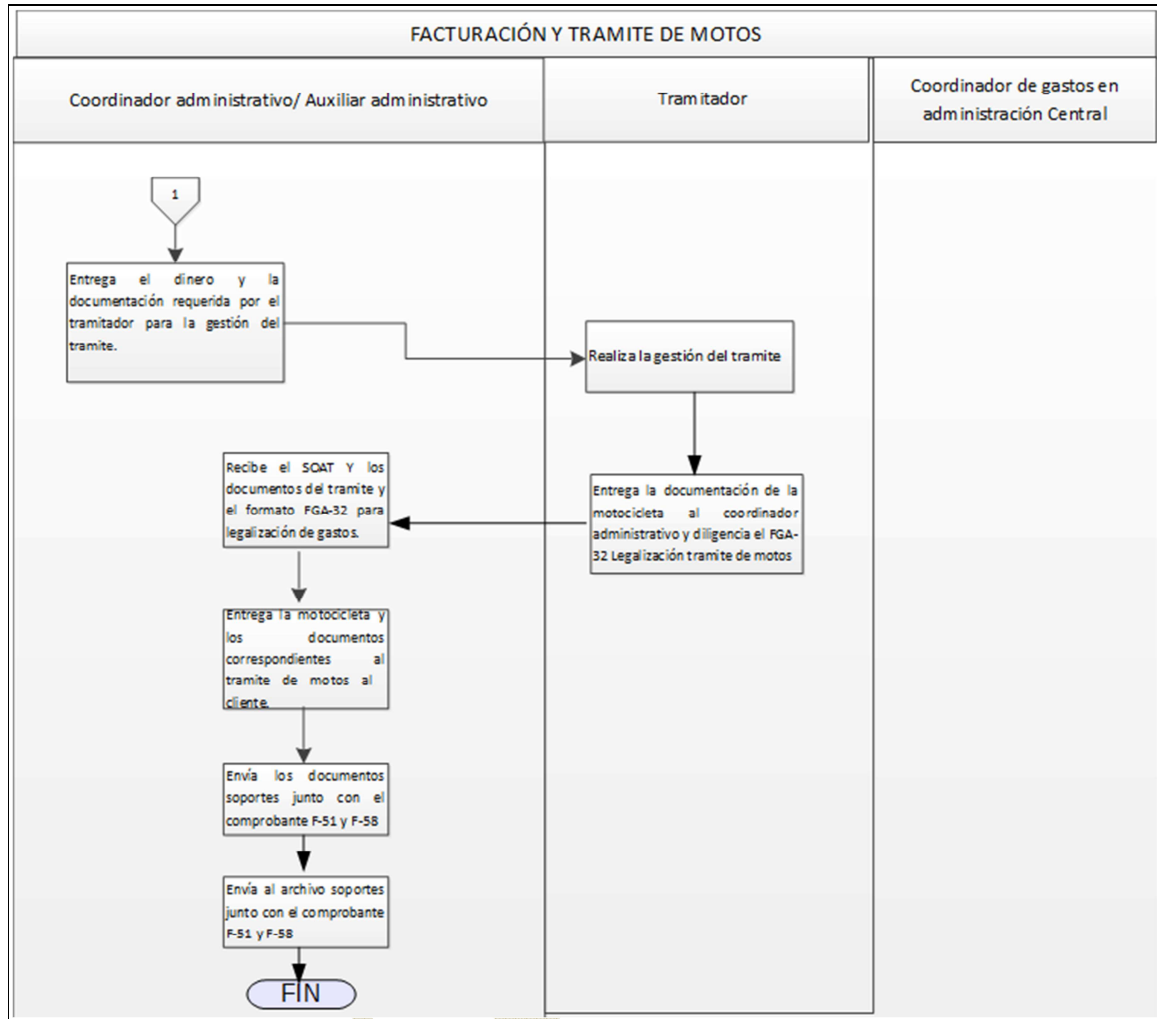 FACTURACIÓN Y TRAMITE DE MOTOS
Coordinador administrativo/ Auxiliar administrativo
Tramitador
Coordinador de gastos en
administración Central
1
Entrega el dinero y la
documentación requerida por el
tramitador para la gestión del
tramite.
Realiza la gestión del tramite
Entrega la documentación de la
motocicleta al coordinador
administrativo y diligencia el FGA-
32 Legalización tramite de motos
Recibe el SOAT Y los
documentos del tramite y
el formato FGA-32 para
legalización de gastos.
Entrega la motocicleta y
los documentos
correspondientes al
tramite de motos al
cliente.
Envía los documentos
soportes junto con el
comprobante F-51 y F-58
Envía al archivo soportes
junto con el comprobante
F-51 y F-58
FIN